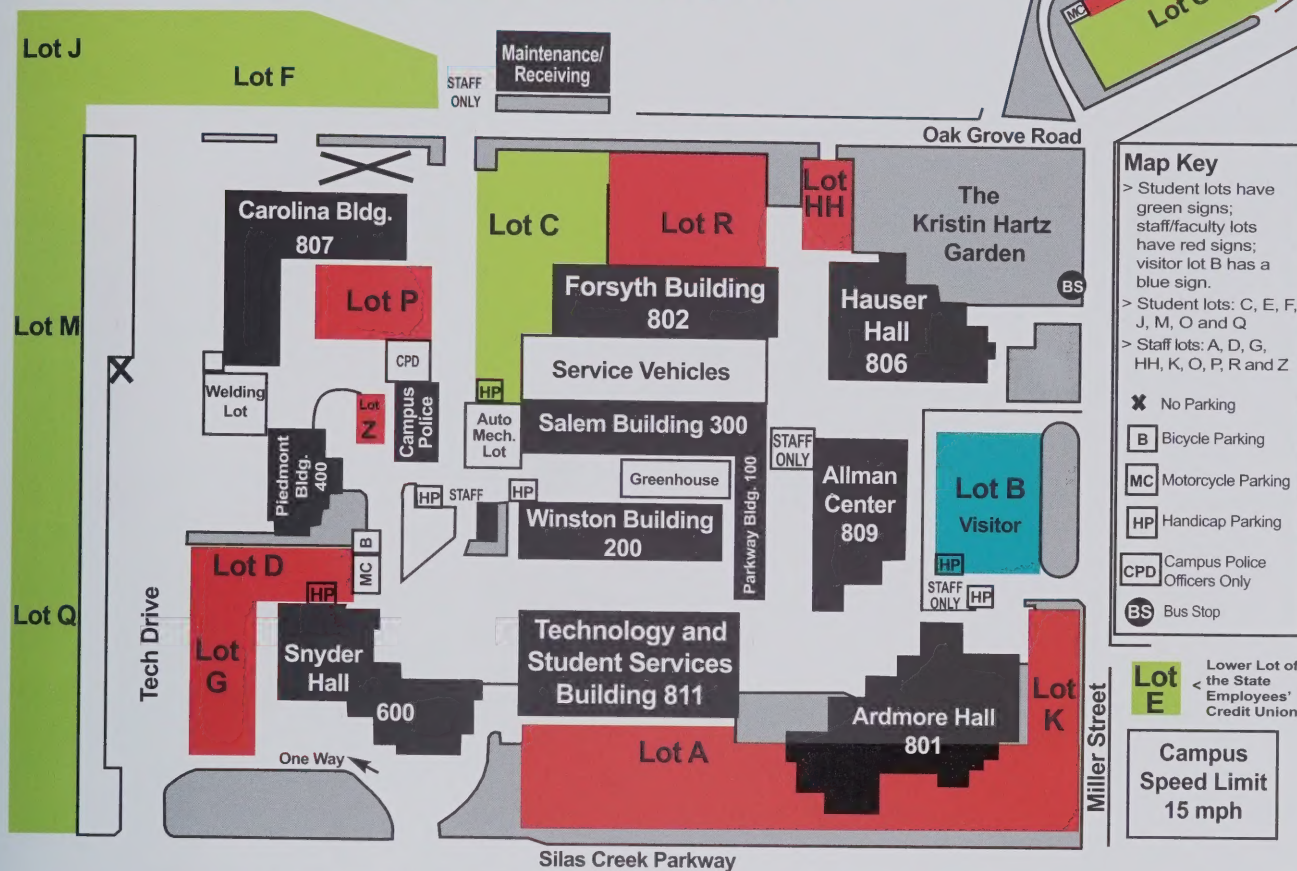 MC
Lot J
Lot F
STAFF
ONLY
Maintenance/
Receiving
Oak Grove Road
Carolina Bldg.
807
Lot C
Lot R
Lot
HH
The
Kristin Hartz
Garden
BS
Lot P
Forsyth Building
802
Hauser
Hall
806
Lot M
CPD
Service Vehicles
Welding
Lot
Lot
Z
Campus
Police
HP
Auto
Mech.
Lot
Salem Building 300
STAFF
ONLY
Piedmont
Bldg.
400
Greenhouse
Parkway Bldg. 100
Allman
Center
809
Lot B
Visitor
HP
STAFF
HP
Winston Building
200
B
MC
HP
STAFF
ONLY
HP
Lot D
HP
Lot Q
Tech Drive
Lot
G
Snyder
Hall
600
Technology and
Student Services
Building 811
Ardmore Hall
801
Lot
K
Lot A
One Way
Miller Street
Silas Creek Parkway
Map Key
> Student lots have
green signs;
staff/faculty lots
have red signs;
visitor lot B has a
blue sign.
> Student lots: C, E, F,
J, M, O and Q
> Staff lots: A, D, G,
HH, K, O, P, R and Z
X No Parking
B Bicycle Parking
MC Motorcycle Parking
HP Handicap Parking
CPD Campus Police
Officers Only
BS Bus Stop
Lot
E
< Lower Lot of
the State
Employees'
Credit Union
Campus
Speed Limit
15 mph